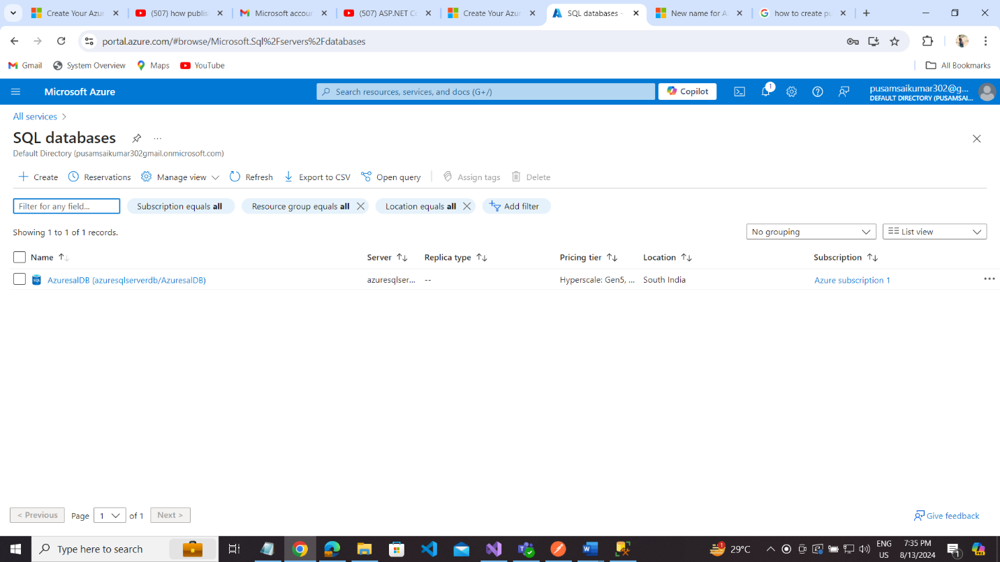 Create Your Azur
(507) how publis
Microsoft accour
(507) ASP.NET Co
Create Your Azur
SQL databases -
New name for A
how to create pu
portal.azure.com/#browse/Microsoft.Sql%2Fservers%2Fdatabases
Gmail
System Overview
Maps
YouTube
All Bookmarks
Microsoft Azure
Search resources, services, and docs (G+/)
Copilot
1
pusamsaikumar302@g...
DEFAULT DIRECTORY (PUSAMSAI...
All services
SQL databases
...
Default Directory (pusamsaikumar302gmail.onmicrosoft.com)
Create
Reservations
Manage view
Refresh
Export to CSV
Open query
Assign tags
Delete
Filter for any field...
Subscription equals all
Resource group equals all
Location equals all
Add filter
Showing 1 to 1 of 1 records.
No grouping
List view
Name
Server
Replica type
Pricing tier
Location
Subscription
SQL
AzuresalDB (azuresqlserverdb/AzuresalDB)
azuresqlser...
--
Hyperscale: Gen5, ...
South India
Azure subscription 1
...
< Previous
Page
1
of 1
Next >
Give feedback
Type here to search
1
29°C
ENG
US
7:35 PM
8/13/2024
1
PRE